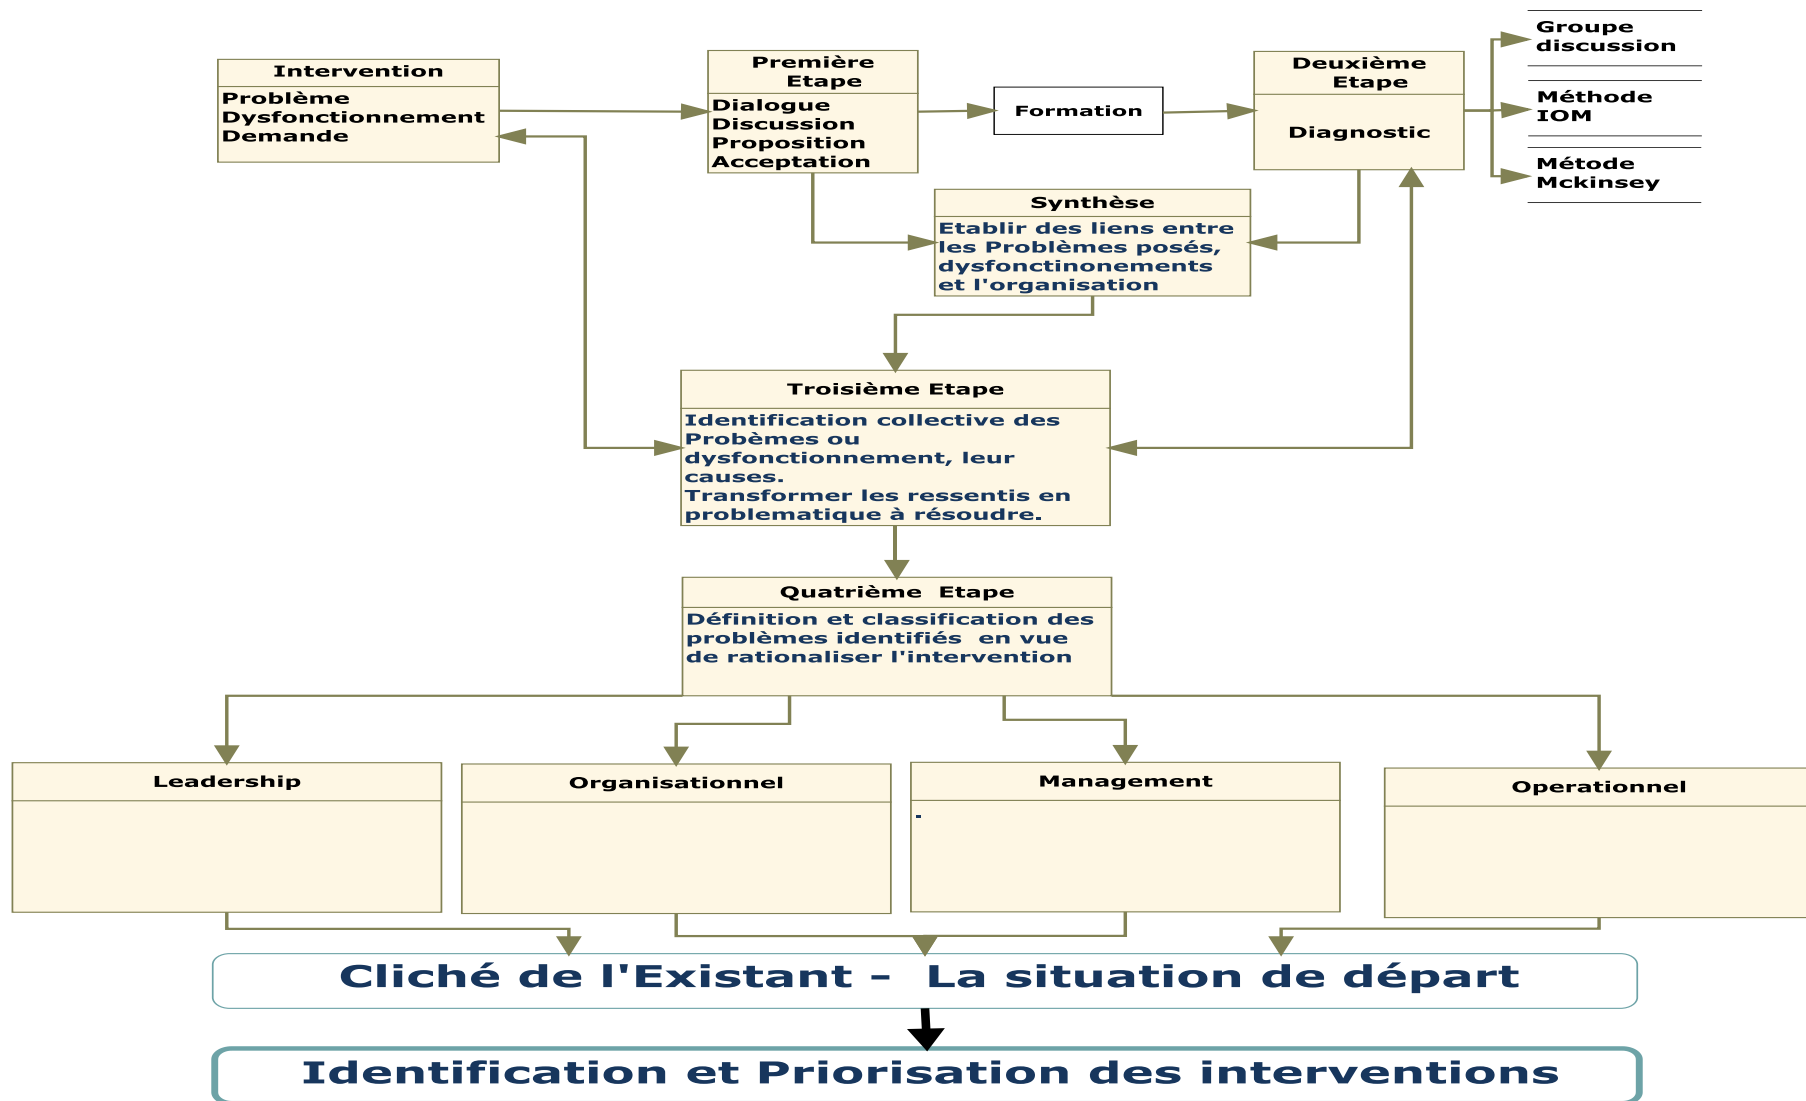 Intervention
Problème
Dysfonctionnement
Demande
Première
Etape
Dialogue
Discussion
Proposition
Acceptation
Formation
Deuxième
Etape
Diagnostic
Groupe
discussion
Méthode
IOM
Métode
Mckinsey
Synthèse
Etablir des liens entre
les Problèmes posés,
dysfonctinonements
et l'organisation
Troisième Etape
Identification collective des
Probèmes ou
dysfonctionnement, leur
causes.
Transformer les ressentis en
problematique à résoudre.
Quatrième  Etape
Définition et classification des
problèmes identifiés  en vue
de rationaliser l'intervention
Leadership
Organisationnel
Management
-
Operationnel
Cliché de l'Existant –  La situation de départ
Identification et Priorisation des interventions